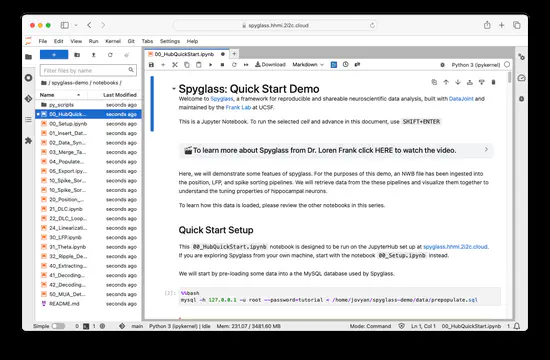 spyglass.hhmi.2i2c.cloud
File Edit View Run Kernel Git Tabs Settings Help
Filter files by name
/ spyglass-demo / notebooks /
Name Last Modified
py_scripts seconds ago
00_HubQuick... seconds ago
00_Setup.ipynb seconds ago
01_Insert_Dat... seconds ago
02_Data_Syn... seconds ago
03_Merge_Ta... seconds ago
04_Populate... seconds ago
05_Export.ipynb seconds ago
10_Spike_Sor... seconds ago
11_Spike_Sor... seconds ago
20_Position_... seconds ago
21_DLC.ipynb seconds ago
22_DLC_Loop... seconds ago
24_Linearizati... seconds ago
30_LFP.ipynb seconds ago
31_Theta.ipynb seconds ago
32_Ripple_De... seconds ago
40_Extracting... seconds ago
41_Decoding... seconds ago
42_Decoding... seconds ago
50_MUA_Det... seconds ago
README.md seconds ago
00_HubQuickStart.ipynb
Download Markdown Python 3 (ipykernel)
Spyglass: Quick Start Demo
Welcome to Spyglass, a framework for reproducible and shareable neuroscientific data analysis, built with DataJoint and
maintained by the Frank Lab at UCSF.
This is a Jupyter Notebook. To run the selected cell and advance in this document, use SHIFT+ENTER
To learn more about Spyglass from Dr. Loren Frank click HERE to watch the video.
Here, we will demonstrate some features of spyglass. For the purposes of this demo, an NWB file has been ingested
into the position, LFP, and spike sorting pipelines. We will retrieve data from these pipelines and visualize them together to
understand the tuning properties of hippocampal neurons.
To learn how this data is loaded, please review the other notebooks in this series.
Quick Start Setup
This 00_HubQuickStart.ipynb notebook is designed to be run on the JupyterHub set up at spyglass.hhmi.2i2c.cloud.
If you are exploring Spyglass from your own machine, start with the notebook 00_Setup.ipynb instead.
We will start by pre-loading some data into a the MySQL database used by Spyglass.
%%bash
mysql -h 127.0.0.1 -u root --password=tutorial < /home/jovyan/spyglass-demo/data/prepopulate.sql
Simple 0 1 main Python 3 (ipykernel) | Idle Mem: 231.07 / 3481.60 MB Mode: Command Ln 1, Col 1 00_HubQuickStart.ipynb 1